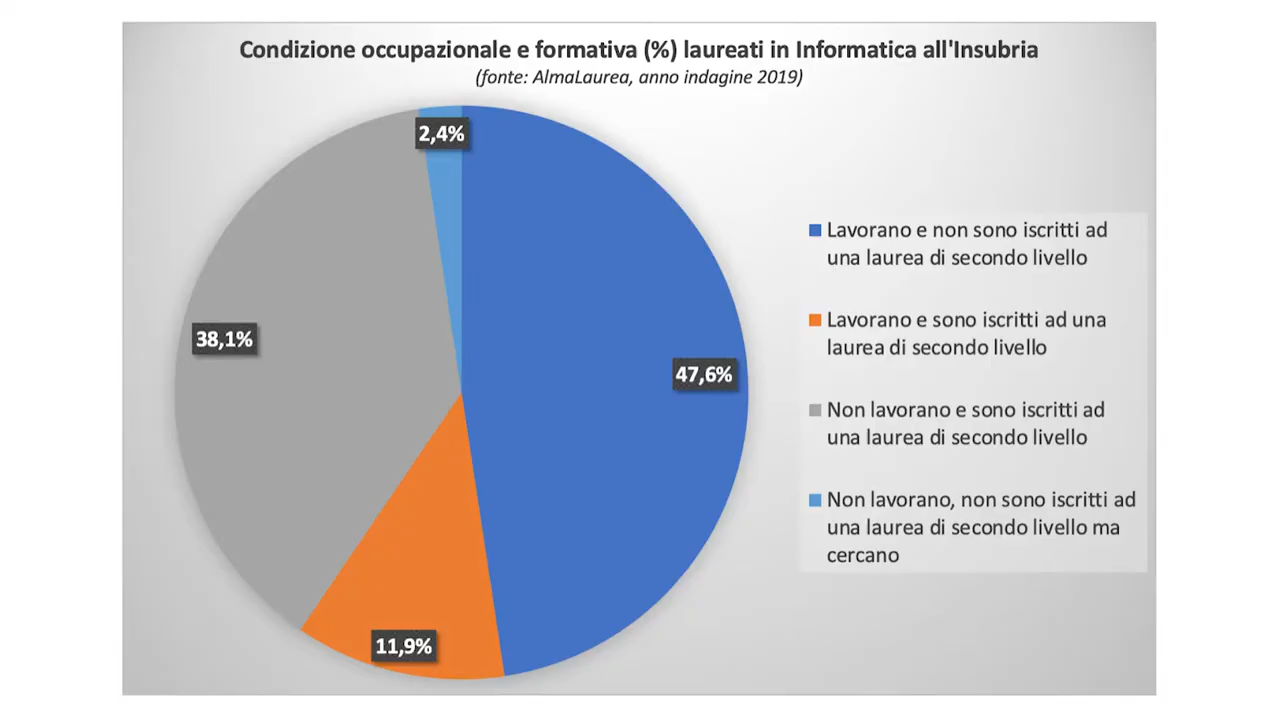 Condizione occupazionale e formativa (%) laureati in Informatica all'Insubria
(fonte: AlmaLaurea, anno indagine 2019)
2,4%
38,1%
47,6%
11,9%
Lavorano e non sono iscritti ad
una laurea di secondo livello
Lavorano e sono iscritti ad una
laurea di secondo livello
Non lavorano e sono iscritti ad
una laurea di secondo livello
Non lavorano, non sono iscritti ad
una laurea di secondo livello ma
cercano